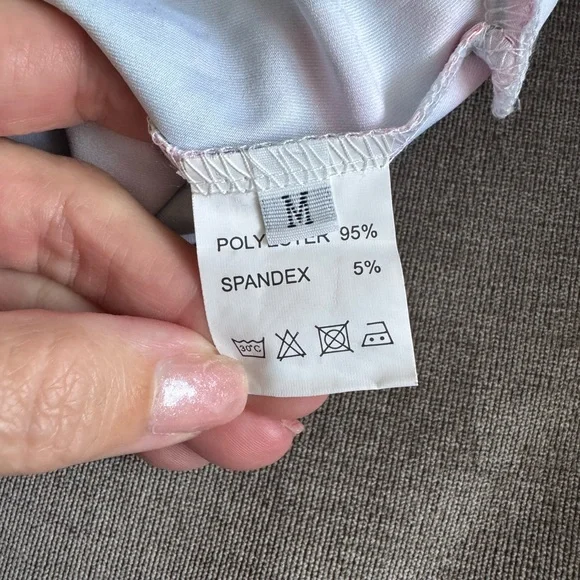 M
POLYESTER 95%
SPANDEX 5%
30°C